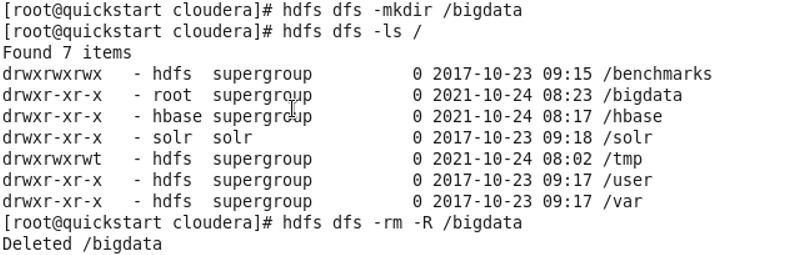 [root@quickstart cloudera]# hdfs dfs -mkdir /bigdata
[root@quickstart cloudera]# hdfs dfs -ls /
Found 7 items
drwxrwxrwx   - hdfs  supergroup          0 2017-10-23 09:15 /benchmarks
drwxr-xr-x   - root  supergroup          0 2021-10-24 08:23 /bigdata
drwxr-xr-x   - hbase supergroup          0 2021-10-24 08:17 /hbase
drwxr-xr-x   - solr  solr                0 2017-10-23 09:18 /solr
drwxrwxrwt   - hdfs  supergroup          0 2021-10-24 08:02 /tmp
drwxr-xr-x   - hdfs  supergroup          0 2017-10-23 09:17 /user
drwxr-xr-x   - hdfs  supergroup          0 2017-10-23 09:17 /var
[root@quickstart cloudera]# hdfs dfs -rm -R /bigdata
Deleted /bigdata